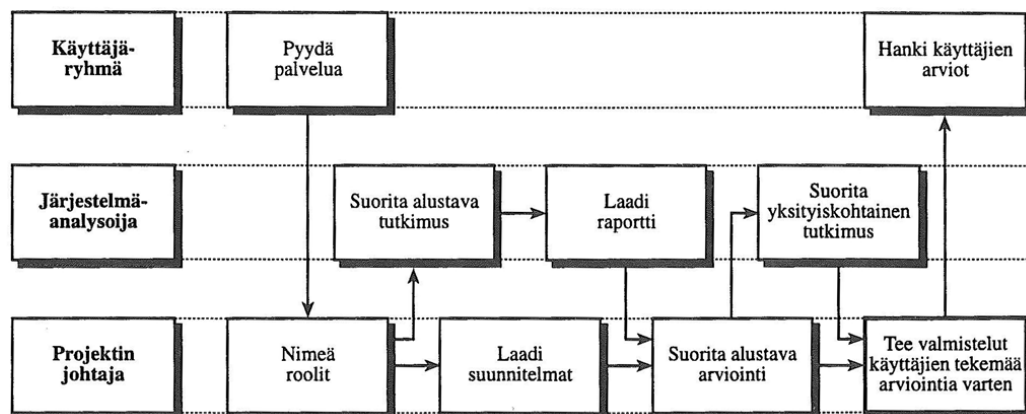 Käyttäjä-
ryhmä
Pyydä
palvelua
Hanki käyttäjien
arviot
Järjestelmä-
analysoija
Suorita alustava
tutkimus
Laadi
raportti
Suorita
yksityiskohtainen
tutkimus
Projektin
johtaja
Nimeä
roolit
Laadi
suunnitelmat
Suorita alustava
arviointi
Tee valmistelut
käyttäjien tekemää
arviointia varten